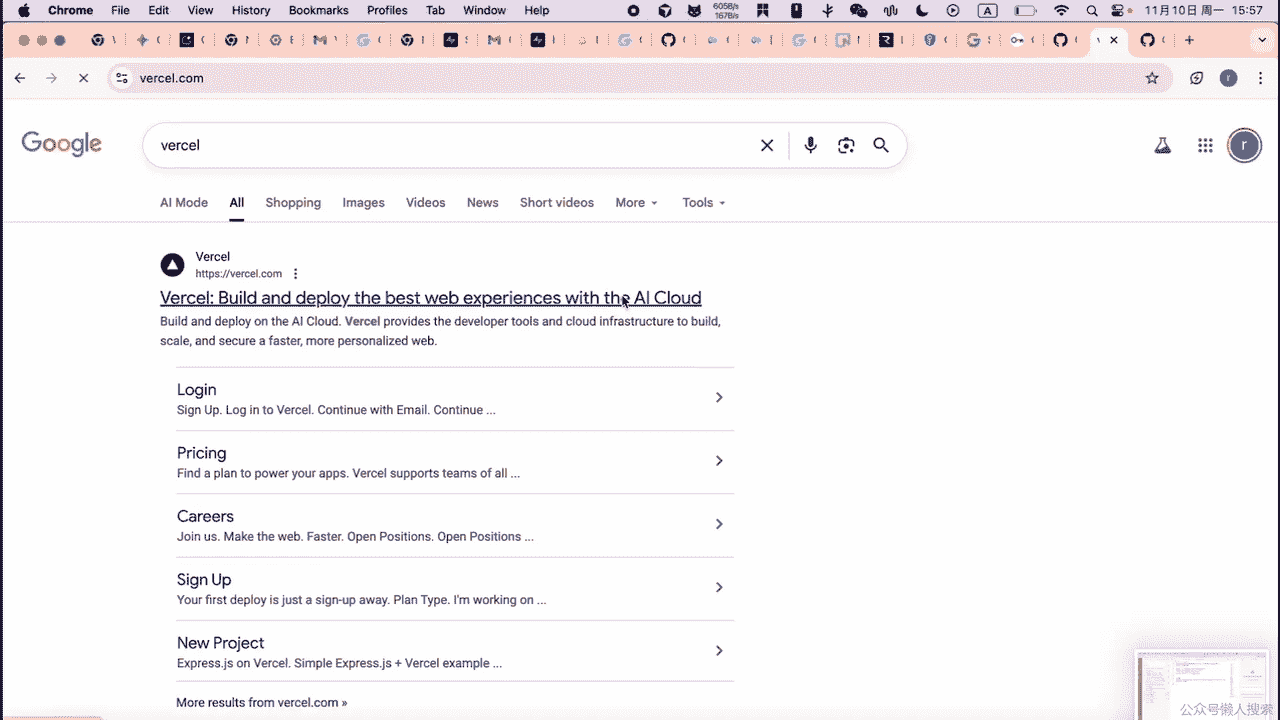 Chrome File Edit View History Bookmarks Profiles Tab Window Help 605B/ 167B/ A 11月10日 周一 15:57
vercel.com
Google vercel r
AI Mode All Shopping Images Videos News Short videos More Tools
Vercel
https://vercel.com
Vercel: Build and deploy the best web experiences with the AI Cloud
Build and deploy on the AI Cloud. Vercel provides the developer tools and cloud infrastructure to build,
scale, and secure a faster, more personalized web.
Login
Sign Up. Log in to Vercel. Continue with Email. Continue ...
Pricing
Find a plan to power your apps. Vercel supports teams of all ...
Careers
Join us. Make the web. Faster. Open Positions. Open Positions ...
Sign Up
Your first deploy is just a sign-up away. Plan Type. I'm working on ...
New Project
Express.js on Vercel. Simple Express.js + Vercel example ...
More results from vercel.com »
公众号懒人搜索